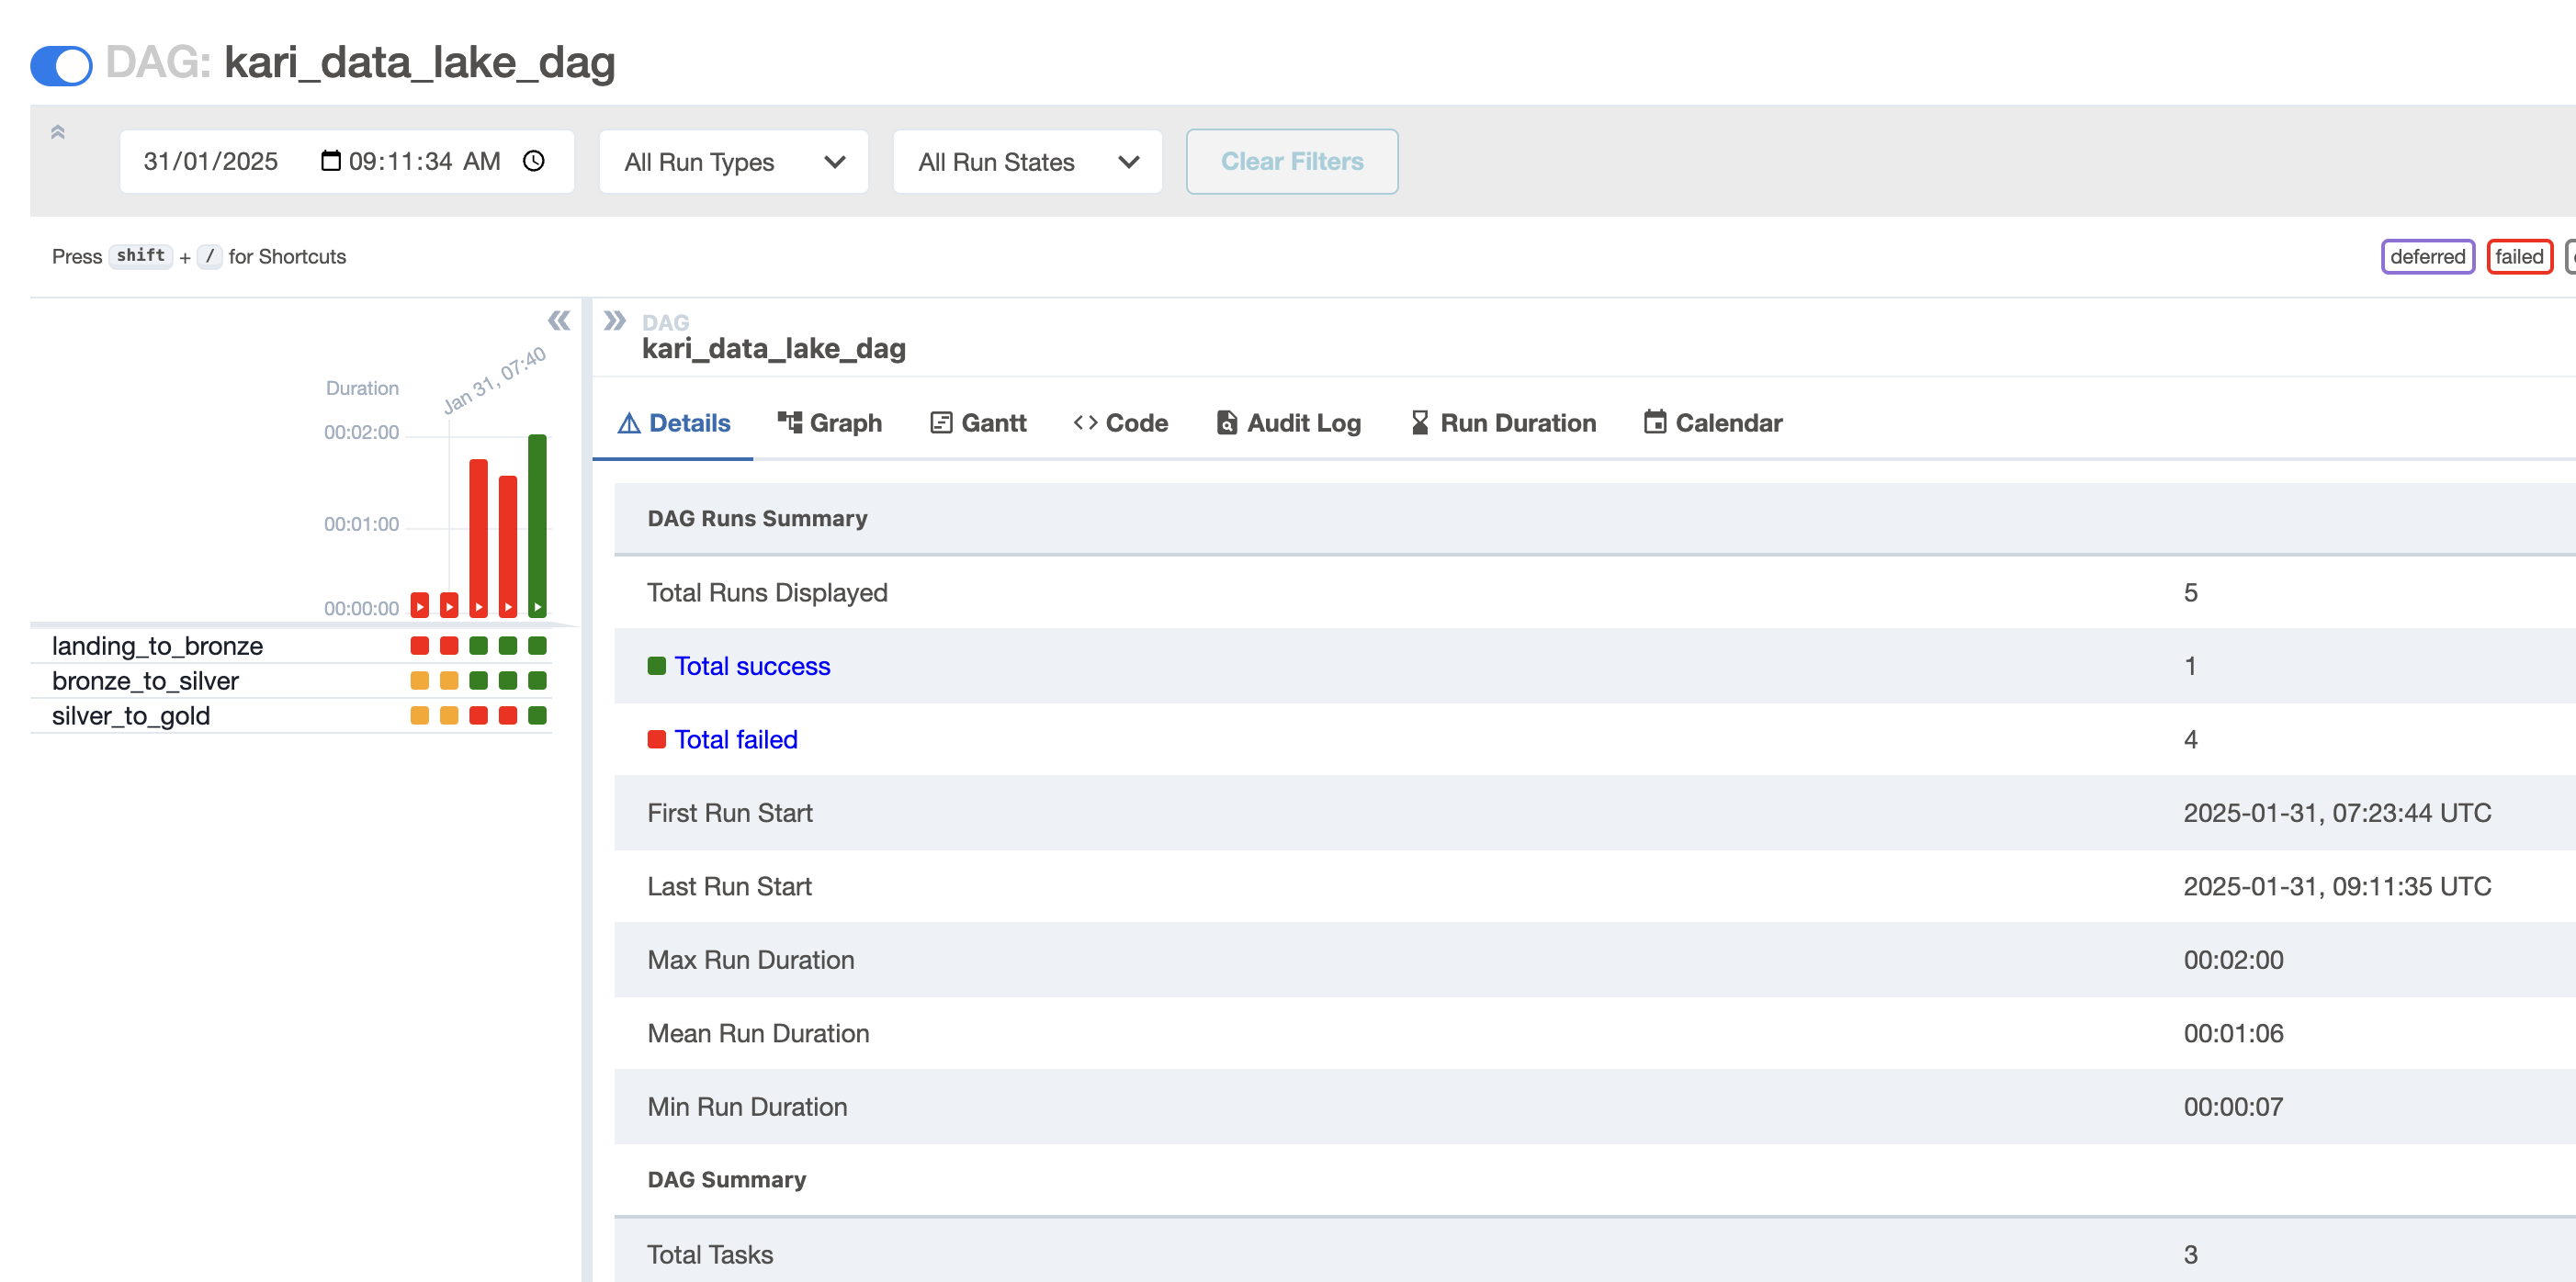 DAG: kari_data_lake_dag
31/01/2025 09:11:34 AM All Run Types All Run States Clear Filters
Press shift + / for Shortcuts
deferred failed
DAG
kari_data_lake_dag
Jan 31, 07:40
Duration
00:02:00
00:01:00
00:00:00
landing_to_bronze
bronze_to_silver
silver_to_gold
Details Graph Gantt Code Audit Log Run Duration Calendar
DAG Runs Summary
Total Runs Displayed 5
Total success 1
Total failed 4
First Run Start 2025-01-31, 07:23:44 UTC
Last Run Start 2025-01-31, 09:11:35 UTC
Max Run Duration 00:02:00
Mean Run Duration 00:01:06
Min Run Duration 00:00:07
DAG Summary
Total Tasks 3